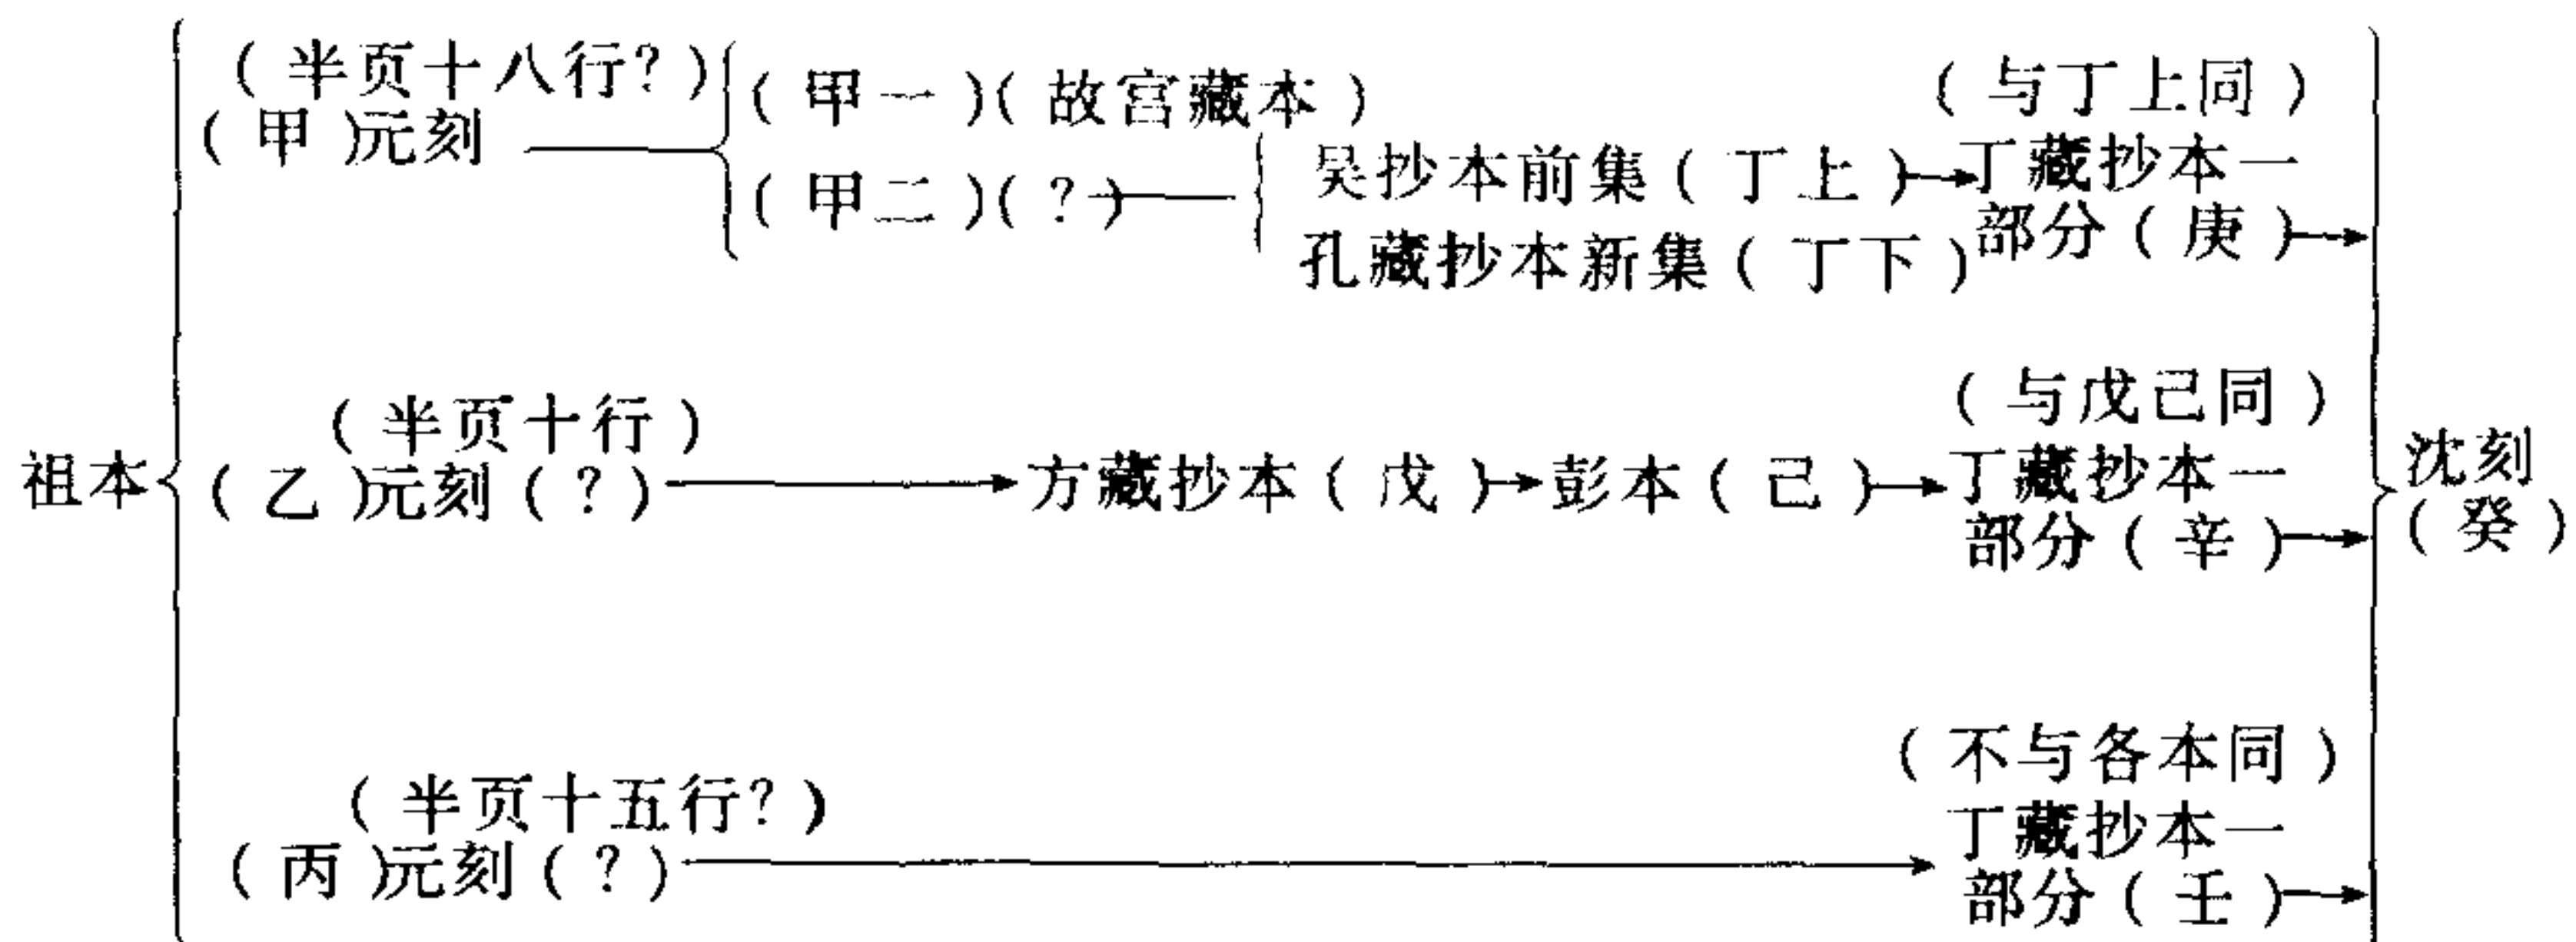 (半页十八行?)
(甲)元刻
(甲一)(故宫藏本)
(甲二)(?)
吴抄本前集(丁上)
孔藏抄本新集(丁下)
(与丁上同)
丁藏抄本一
部分(庚)
祖本
(半页十行)
(乙)元刻(?)
方藏抄本(戊)
彭本(己)
(与戊己同)
丁藏抄本一
部分(辛)
沈刻
(癸)
(半页十五行?)
(丙)元刻(?)
(不与各本同)
丁藏抄本一
部分(壬)